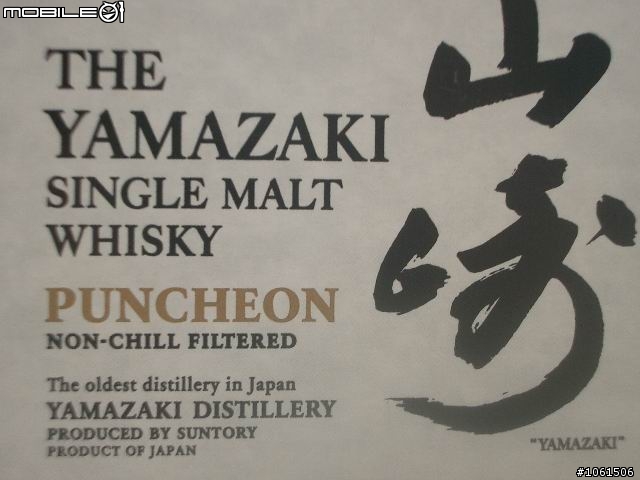 MOBILE01
THE
YAMAZAKI
SINGLE MALT
WHISKY
PUNCHEON
NON-CHILL FILTERED
The oldest distillery in Japan
YAMAZAKI DISTILLERY
PRODUCED BY SUNTORY
PRODUCT OF JAPAN
山崎
"YAMAZAKI"
#1061506